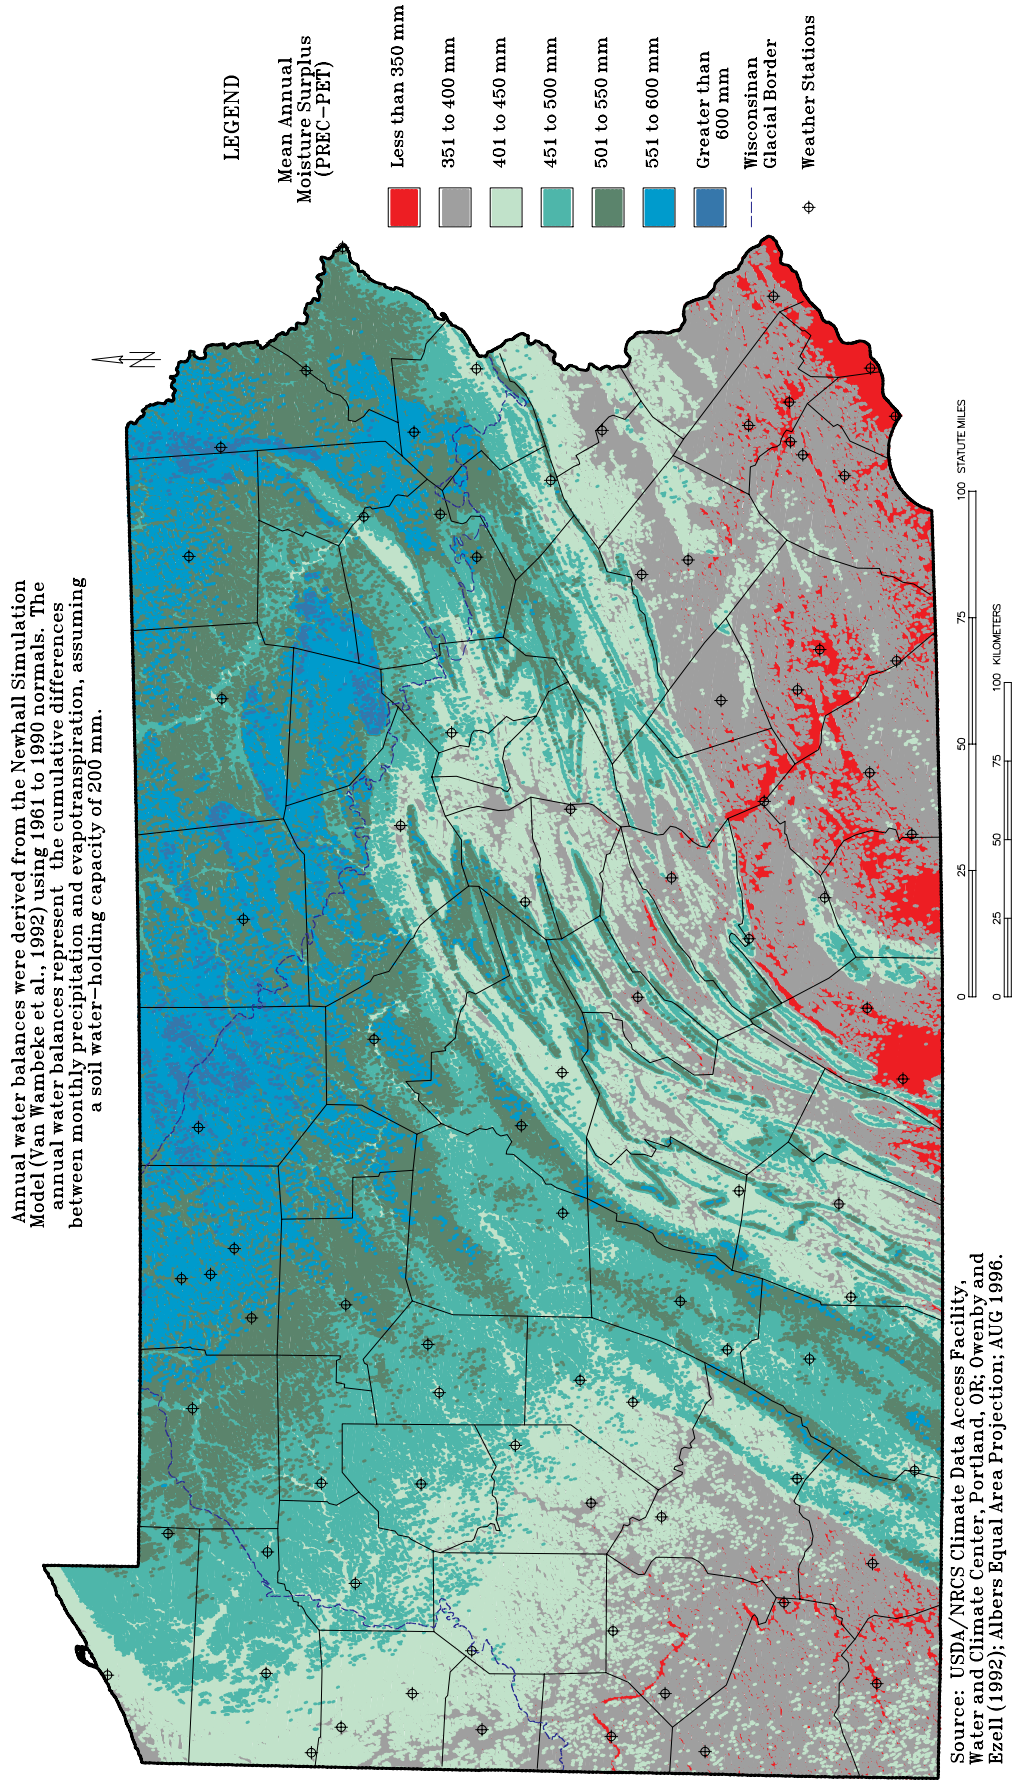 Annual water balances were derived from the Newhall Simulation
Model (Van Wambeke et al., 1992) using 1961 to 1990 normals. The
annual water balances represent the cumulative differences
between monthly precipitation and evapotranspiration, assuming
a soil water-holding capacity of 200 mm.
N
LEGEND
Mean Annual
Moisture Surplus
(PREC-PET)
Less than 350 mm
351 to 400 mm
401 to 450 mm
451 to 500 mm
501 to 550 mm
551 to 600 mm
Greater than
600 mm
Wisconsinan
Glacial Border
Weather Stations
0 25 50 75 100 STATUTE MILES
0 25 50 75 100 KILOMETERS
Source: USDA/NRCS Climate Data Access Facility,
Water and Climate Center, Portland, OR; Owenby and
Ezell (1992); Albers Equal Area Projection; AUG 1996.